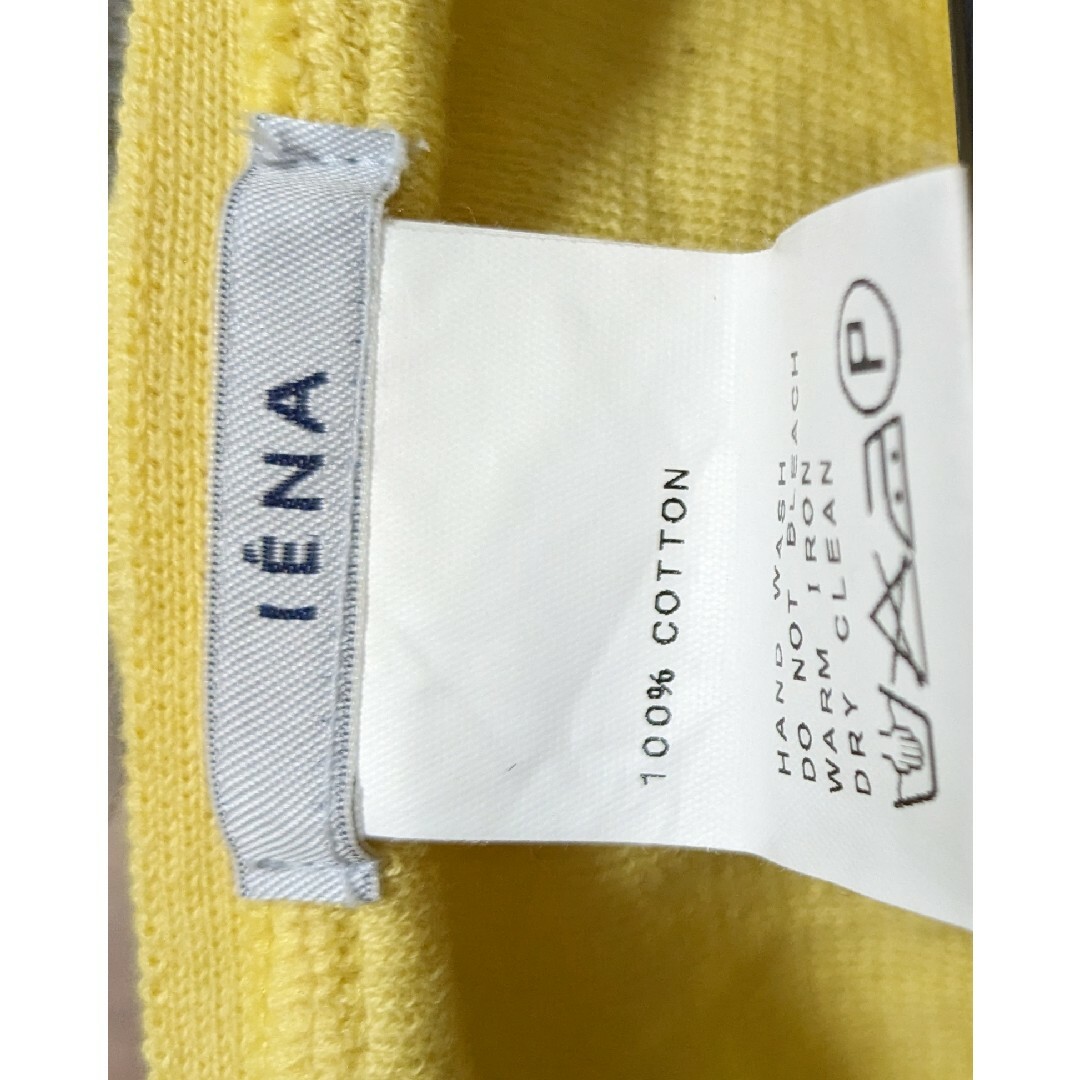 IÉNA
100% COTTON
HAND WASH
DO NOT BLEACH
WARM IRON
DRY CLEAN
P